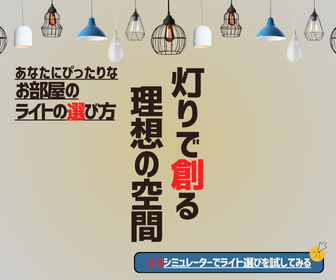 あなたにぴったりな
お部屋の
ライトの選び方
灯りで創る
理想の空間
3Dシミュレーターでライト選びを試してみる